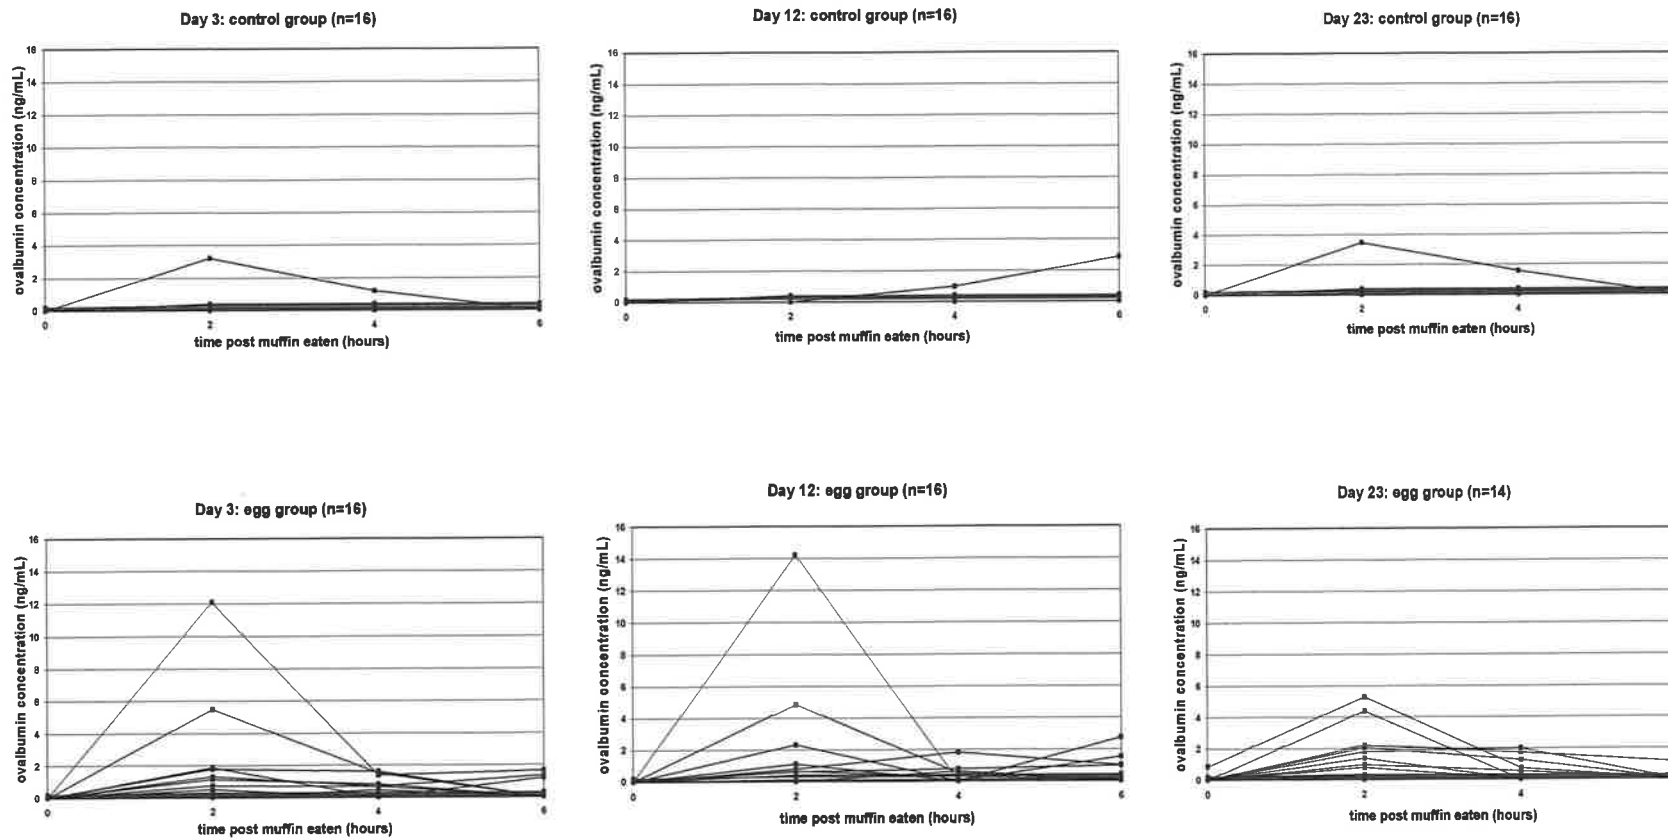 Day 3: control group (n=16)
ovalbumin concentration (ng/mL)
16
14
12
10
8
6
4
2
0
0 2 4 6
time post muffin eaten (hours)
Day 12: control group (n=16)
ovalbumin concentration (ng/mL)
16
14
12
10
8
6
4
2
0
0 2 4 6
time post muffin eaten (hours)
Day 23: control group (n=16)
ovalbumin concentration (ng/mL)
16
14
12
10
8
6
4
2
0
0 2 4
time post muffin eaten (hours)
Day 3: egg group (n=16)
ovalbumin concentration (ng/mL)
16
14
12
10
8
6
4
2
0
0 2 4 6
time post muffin eaten (hours)
Day 12: egg group (n=16)
ovalbumin concentration (ng/mL)
16
14
12
10
8
6
4
2
0
0 2 4 6
time post muffin eaten (hours)
Day 23: egg group (n=14)
ovalbumin concentration (ng/mL)
16
14
12
10
8
6
4
2
0
0 2 4
time post muffin eaten (hours)